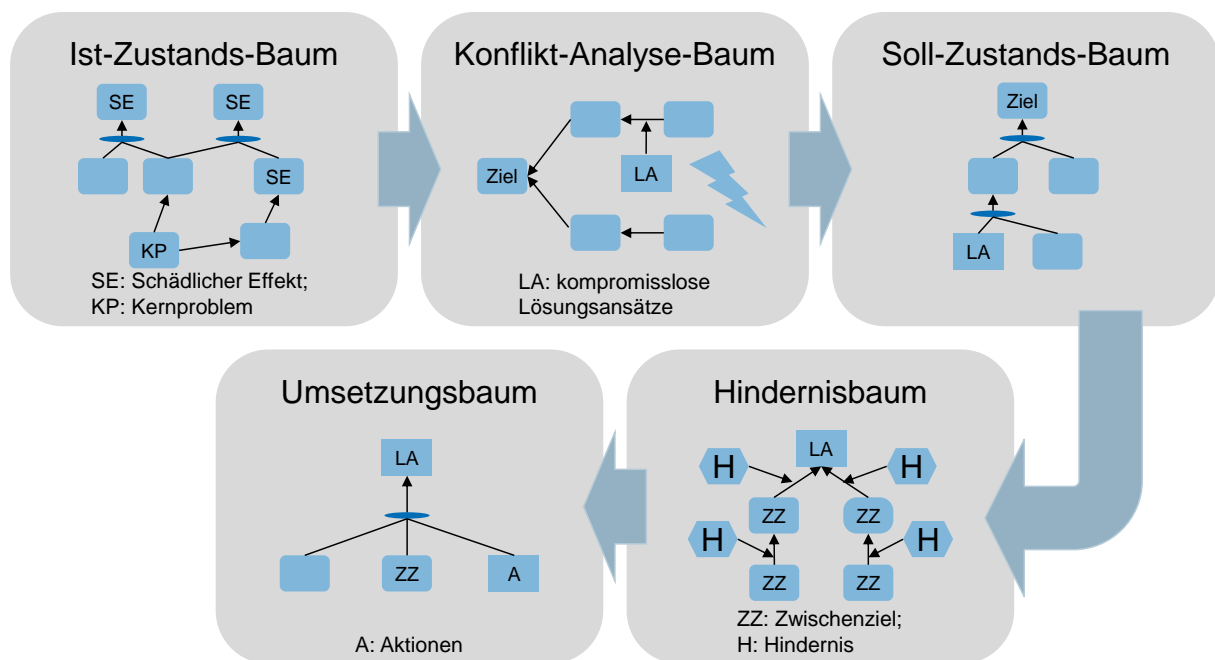 Ist-Zustands-Baum
SE
SE
SE
KP
SE: Schädlicher Effekt;
KP: Kernproblem
Konflikt-Analyse-Baum
Ziel
LA
LA: kompromisslose
Lösungsansätze
Soll-Zustands-Baum
Ziel
LA
Umsetzungsbaum
LA
ZZ
A
A: Aktionen
Hindernisbaum
LA
H
H
ZZ
ZZ
H
H
ZZ
ZZ
ZZ: Zwischenziel;
H: Hindernis